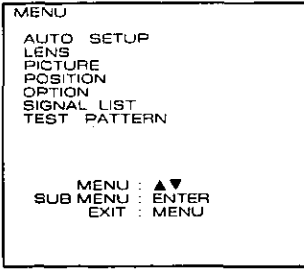 MENU
AUTO SETUP
LENS
PICTURE
POSITION
OPTION
SIGNAL LIST
TEST PATTERN
MENU : ▲▼
SUB MENU : ENTER
EXIT : MENU